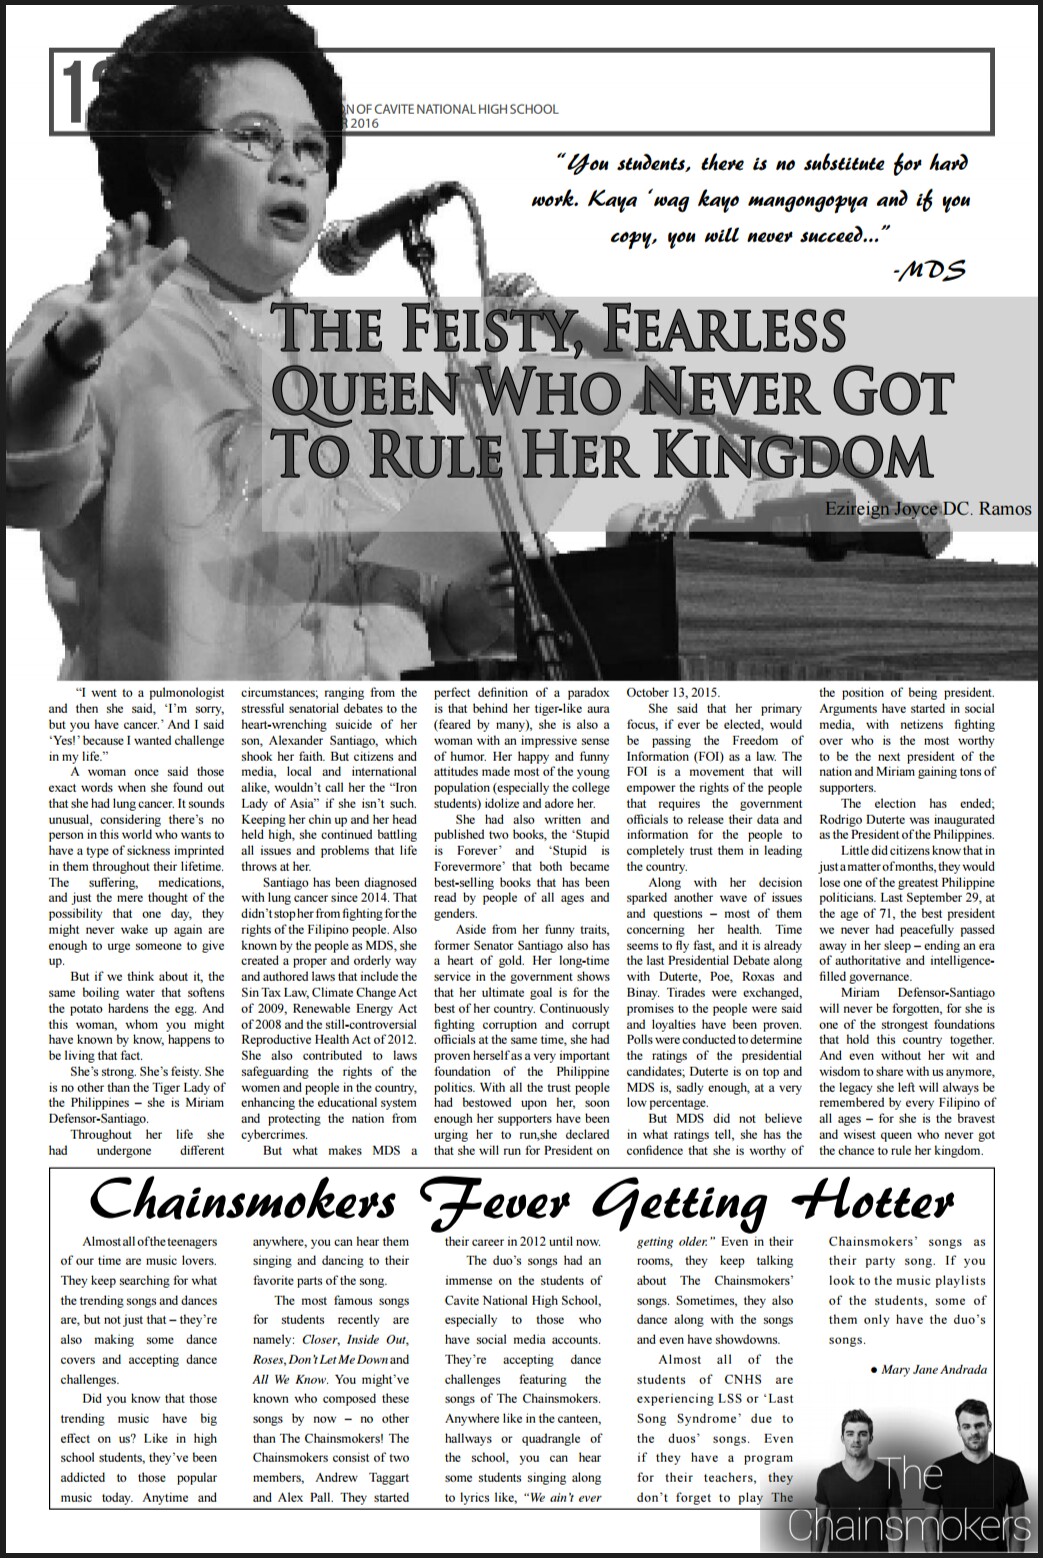 ON OF CAVITE NATIONAL HIGH SCHOOL
R 2016
“You students, there is no substitute for hard
work. Kaya ‘wag kayo mangongopya and if you
copy, you will never succeed...”
-MDS
THE FEISTY, FEARLESS
QUEEN WHO NEVER GOT
TO RULE HER KINGDOM
Ezireign Joyce DC. Ramos
“I went to a pulmonologist
and then she said, ‘I’m sorry,
but you have cancer.’ And I said
‘Yes!’ because I wanted challenge
in my life.”
A woman once said those
exact words when she found out
that she had lung cancer. It sounds
unusual, considering there’s no
person in this world who wants to
have a type of sickness imprinted
in them throughout their lifetime.
The suffering, medications,
and just the mere thought of the
possibility that one day, they
might never wake up again are
enough to urge someone to give
up.
But if we think about it, the
same boiling water that softens
the potato hardens the egg. And
this woman, whom you might
have known by know, happens to
be living that fact.
She’s strong. She’s feisty. She
is no other than the Tiger Lady of
the Philippines – she is Miriam
Defensor-Santiago.
Throughout her life she
had undergone different
circumstances; ranging from the
stressful senatorial debates to the
heart-wrenching suicide of her
son, Alexander Santiago, which
shook her faith. But citizens and
media, local and international
alike, wouldn’t call her the “Iron
Lady of Asia” if she isn’t such.
Keeping her chin up and her head
held high, she continued battling
all issues and problems that life
throws at her.
Santiago has been diagnosed
with lung cancer since 2014. That
didn’t stop her from fighting for the
rights of the Filipino people. Also
known by the people as MDS, she
created a proper and orderly way
and authored laws that include the
Sin Tax Law, Climate Change Act
of 2009, Renewable Energy Act
of 2008 and the still-controversial
Reproductive Health Act of 2012.
She also contributed to laws
safeguarding the rights of the
women and people in the country,
enhancing the educational system
and protecting the nation from
cybercrimes.
But what makes MDS a
perfect definition of a paradox
is that behind her tiger-like aura
(feared by many), she is also a
woman with an impressive sense
of humor. Her happy and funny
attitudes made most of the young
population (especially the college
students) idolize and adore her.
She had also written and
published two books, the ‘Stupid
is Forever’ and ‘Stupid is
Forevermore’ that both became
best-selling books that has been
read by people of all ages and
genders.
Aside from her funny traits,
former Senator Santiago also has
a heart of gold. Her long-time
service in the government shows
that her ultimate goal is for the
best of her country. Continuously
fighting corruption and corrupt
officials at the same time, she had
proven herself as a very important
foundation of the Philippine
politics. With all the trust people
had bestowed upon her, soon
enough her supporters have been
urging her to run,she declared
that she will run for President on
October 13, 2015.
She said that her primary
focus, if ever be elected, would
be passing the Freedom of
Information (FOI) as a law. The
FOI is a movement that will
empower the rights of the people
that requires the government
officials to release their data and
information for the people to
completely trust them in leading
the country.
Along with her decision
sparked another wave of issues
and questions – most of them
concerning her health. Time
seems to fly fast, and it is already
the last Presidential Debate along
with Duterte, Poe, Roxas and
Binay. Tirades were exchanged,
promises to the people were said
and loyalties have been proven.
Polls were conducted to determine
the ratings of the presidential
candidates; Duterte is on top and
MDS is, sadly enough, at a very
low percentage.
But MDS did not believe
in what ratings tell, she has the
confidence that she is worthy of
the position of being president.
Arguments have started in social
media, with netizens fighting
over who is the most worthy
to be the next president of the
nation and Miriam gaining tons of
supporters.
The election has ended;
Rodrigo Duterte was inaugurated
as the President of the Philippines.
Little did citizens know that in
just a matter of months, they would
lose one of the greatest Philippine
politicians. Last September 29, at
the age of 71, the best president
we never had peacefully passed
away in her sleep – ending an era
of authoritative and intelligence-
filled governance.
Miriam Defensor-Santiago
will never be forgotten, for she is
one of the strongest foundations
that hold this country together.
And even without her wit and
wisdom to share with us anymore,
the legacy she left will always be
remembered by every Filipino of
all ages – for she is the bravest
and wisest queen who never got
the chance to rule her kingdom.
Chainsmokers Fever Getting Hotter
Almost all of the teenagers
of our time are music lovers.
They keep searching for what
the trending songs and dances
are, but not just that – they’re
also making some dance
covers and accepting dance
challenges.
Did you know that those
trending music have big
effect on us? Like in high
school students, they’ve been
addicted to those popular
music today. Anytime and
anywhere, you can hear them
singing and dancing to their
favorite parts of the song.
The most famous songs
for students recently are
namely: Closer, Inside Out,
Roses, Don’t Let Me Down and
All We Know. You might’ve
known who composed these
songs by now – no other
than The Chainsmokers! The
Chainsmokers consist of two
members, Andrew Taggart
and Alex Pall. They started
their career in 2012 until now.
The duo’s songs had an
immense on the students of
Cavite National High School,
especially to those who
have social media accounts.
They’re accepting dance
challenges featuring the
songs of The Chainsmokers.
Anywhere like in the canteen,
hallways or quadrangle of
the school, you can hear
some students singing along
to lyrics like, “We ain’t ever
getting older.” Even in their
rooms, they keep talking
about The Chainsmokers’
songs. Sometimes, they also
dance along with the songs
and even have showdowns.
Almost all of the
students of CNHS are
experiencing LSS or ‘Last
Song Syndrome’ due to
the duos’ songs. Even
if they have a program
for their teachers, they
don’t forget to play The
Chainsmokers’ songs as
their party song. If you
look to the music playlists
of the students, some of
them only have the duo’s
songs.
● Mary Jane Andrada
The
Chainsmokers